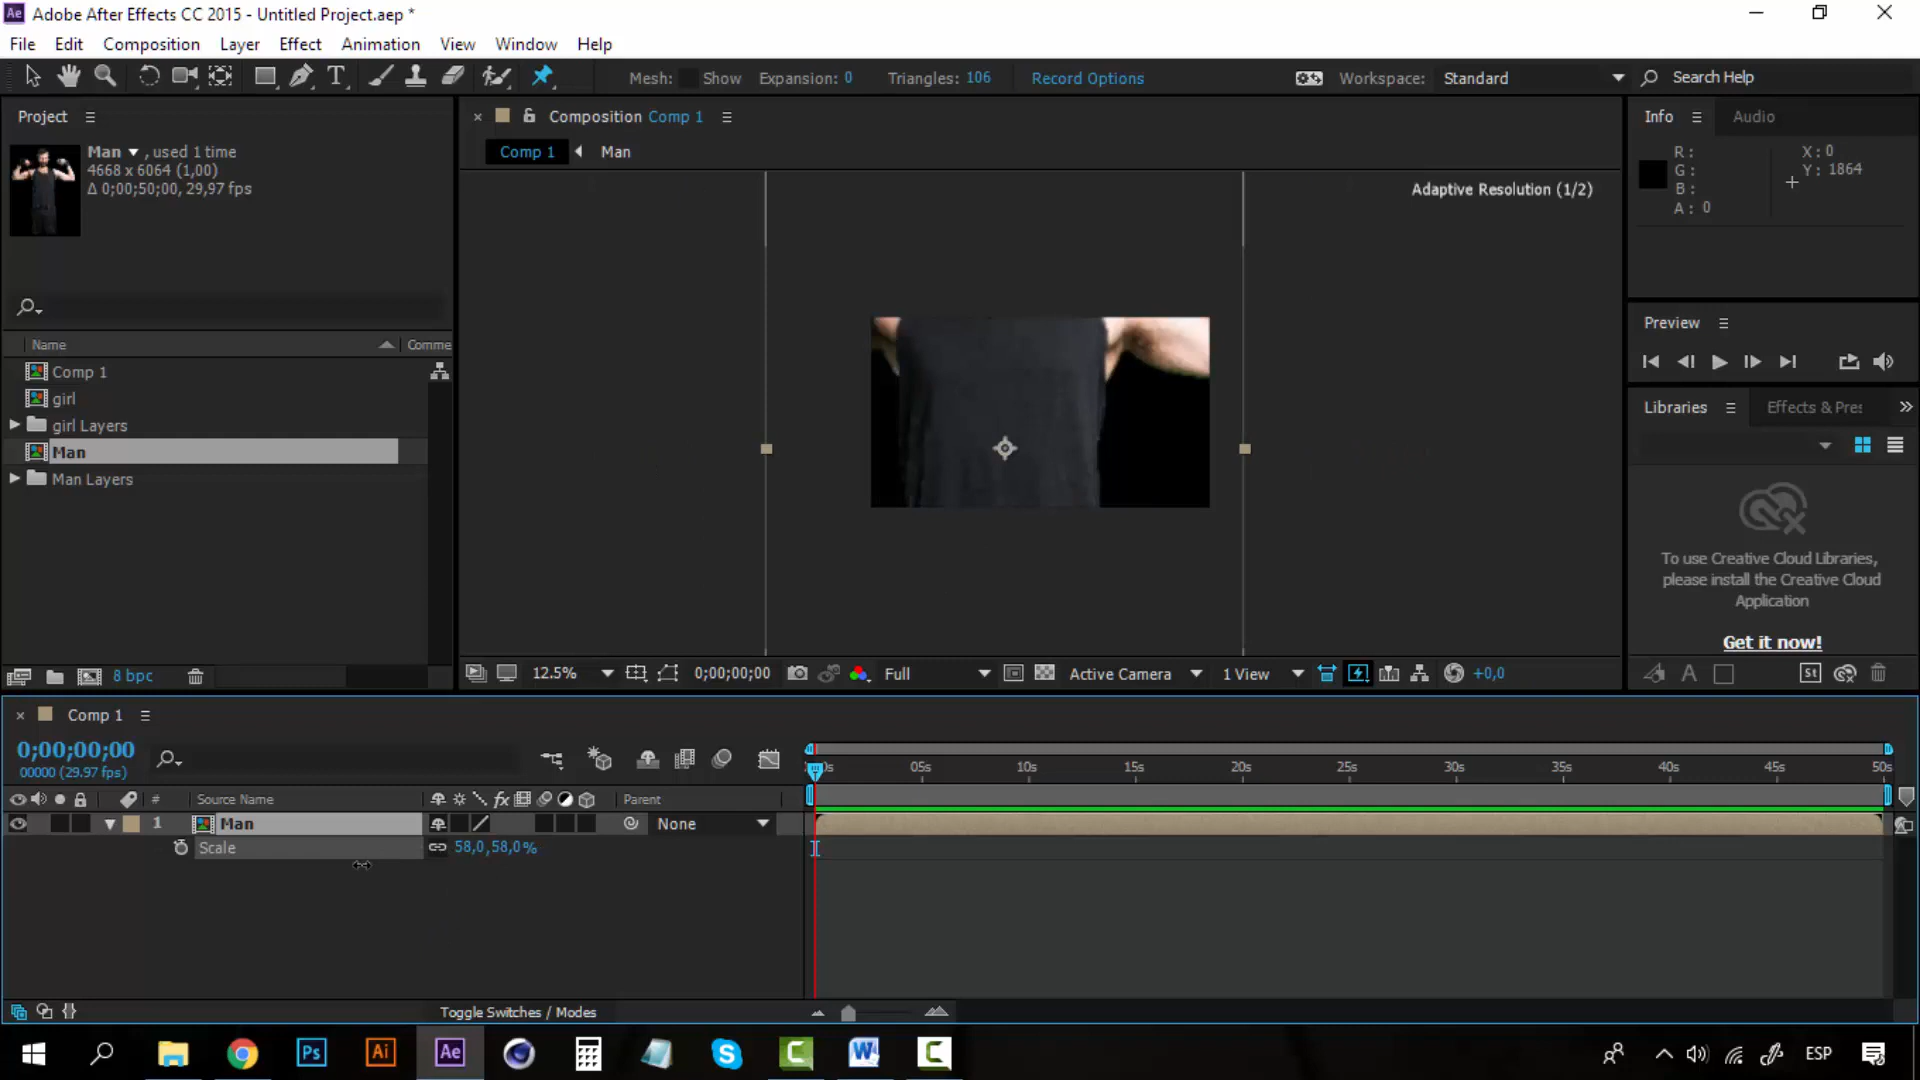 Ae Adobe After Effects CC 2015 - Untitled Project.aep *
File Edit Composition Layer Effect Animation View Window Help
T Mesh: Show Expansion: 0 Triangles: 106 Record Options Workspace: Standard Search Help
Project
Man , used 1 time
4668 x 6064 (1,00)
Δ 0;00;50;00, 29,97 fps
Name Comme
Comp 1
girl
girl Layers
Man
Man Layers
8 bpc
Composition Comp 1
Comp 1 Man
Adaptive Resolution (1/2)
12.5% 0;00;00;00 Full Active Camera 1 View +0,0
Info Audio
R: X: 0
G: Y: 1864
B:
A: 0
Preview
Libraries Effects & Pres
To use Creative Cloud Libraries,
please install the Creative Cloud
Application
Get it now!
A St
Comp 1
0;00;00;00
00000 (29.97 fps)
0s 05s 10s 15s 20s 25s 30s 35s 40s 45s 50s
# Source Name fx Parent
1 Man None
Scale 58,0,58,0%
Toggle Switches / Modes
Ps Ai Ae S C W C ESP